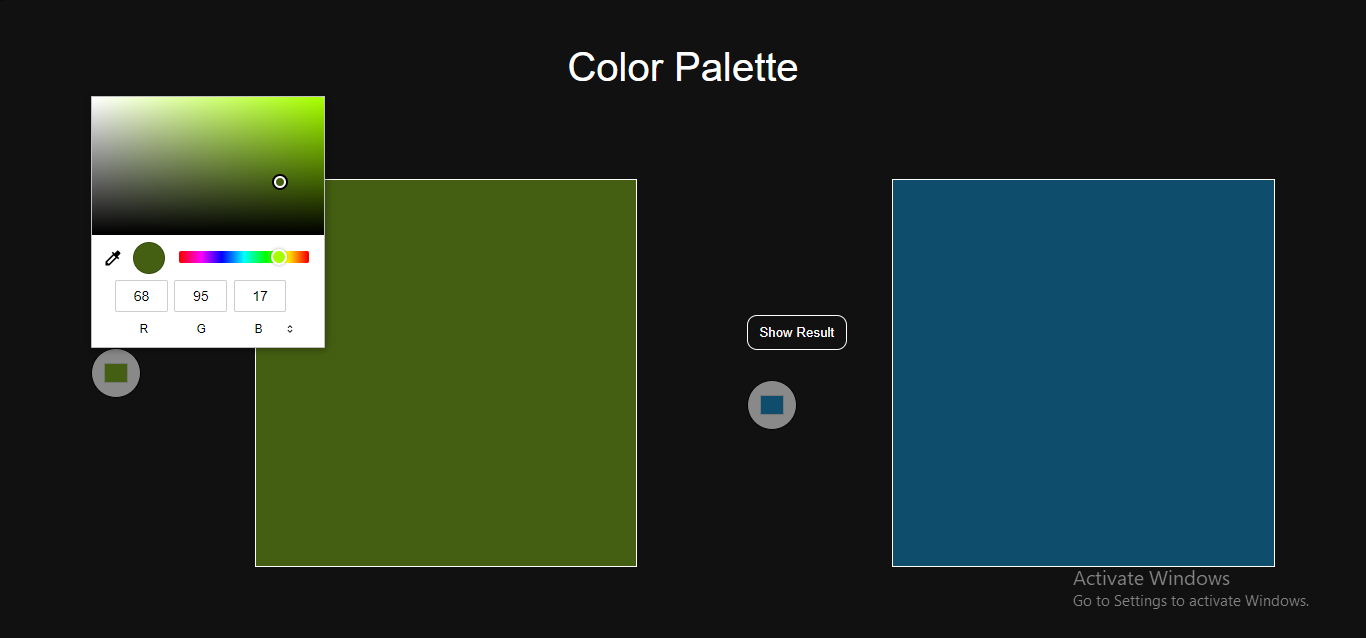 Color Palette
68 95 17
R G B
Show Result
Activate Windows
Go to Settings to activate Windows.